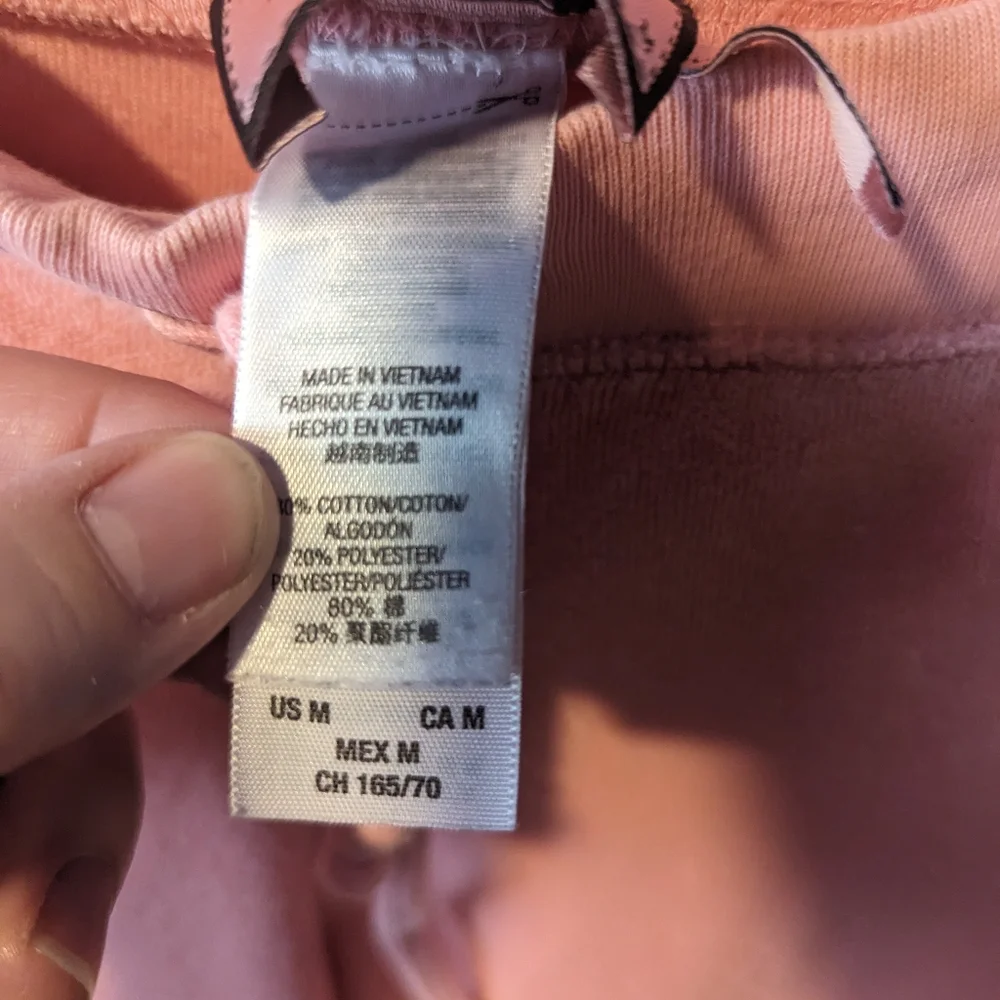 MADE IN VIETNAM
FABRIQUE AU VIETNAM
HECHO EN VIETNAM
越南制造
0% COTTON/COTON/
ALGODÓN
20% POLYESTER/
POLYESTER/POLIÉSTER
80% 棉
20% 聚酯纤维
US M CA M
MEX M
CH 165/70